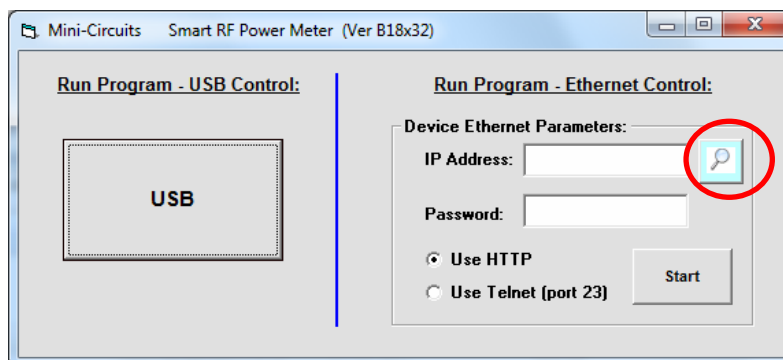 Mini-Circuits Smart RF Power Meter (Ver B18x32)
Run Program - USB Control:
USB
Run Program - Ethernet Control:
Device Ethernet Parameters:
IP Address:
Password:
Use HTTP
Use Telnet (port 23)
Start